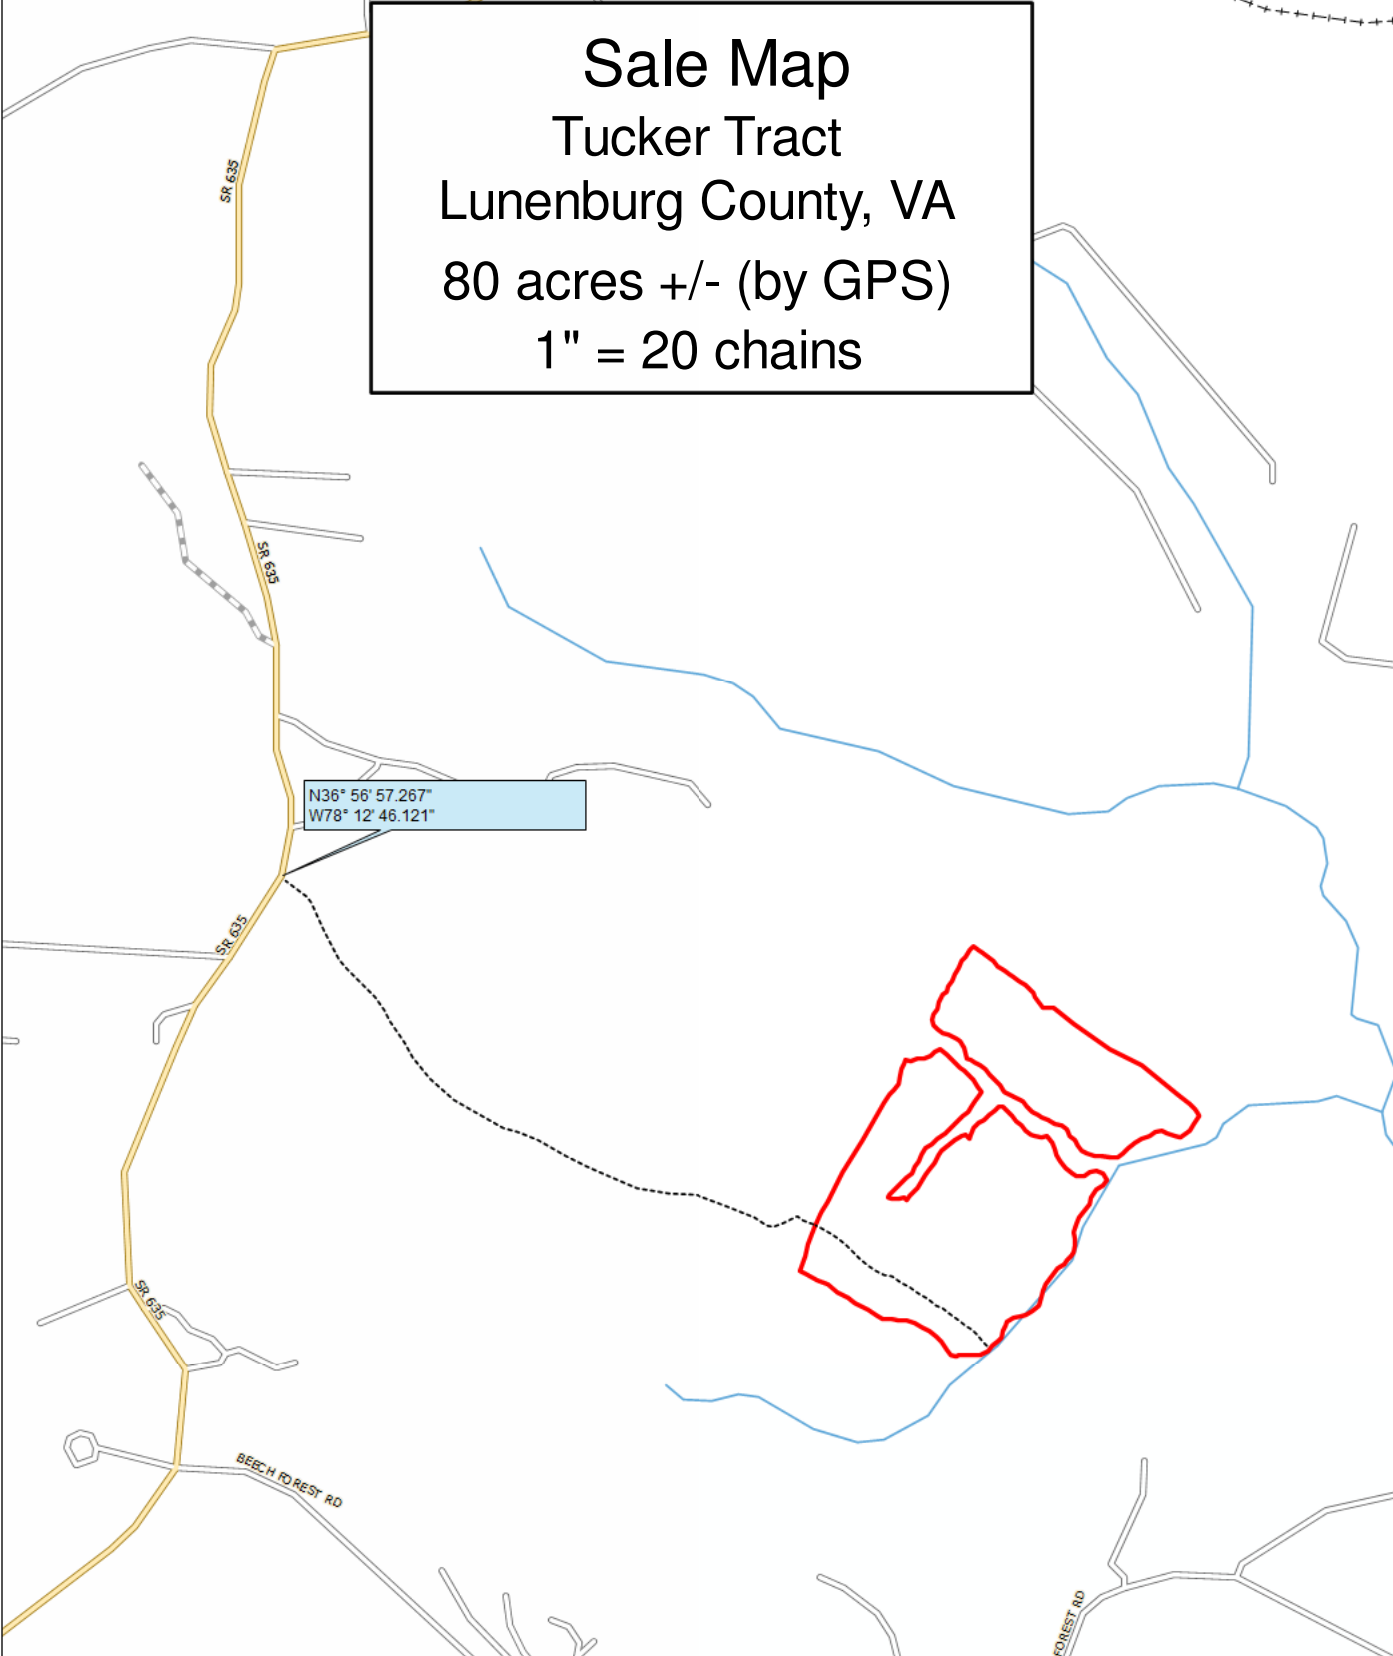 Sale Map
Tucker Tract
Lunenburg County, VA
80 acres +/- (by GPS)
1" = 20 chains
SR 635
SR 635
N36° 56' 57.267"
W78° 12' 46.121"
SR 635
SR 635
BEECH FOREST RD
FOREST RD